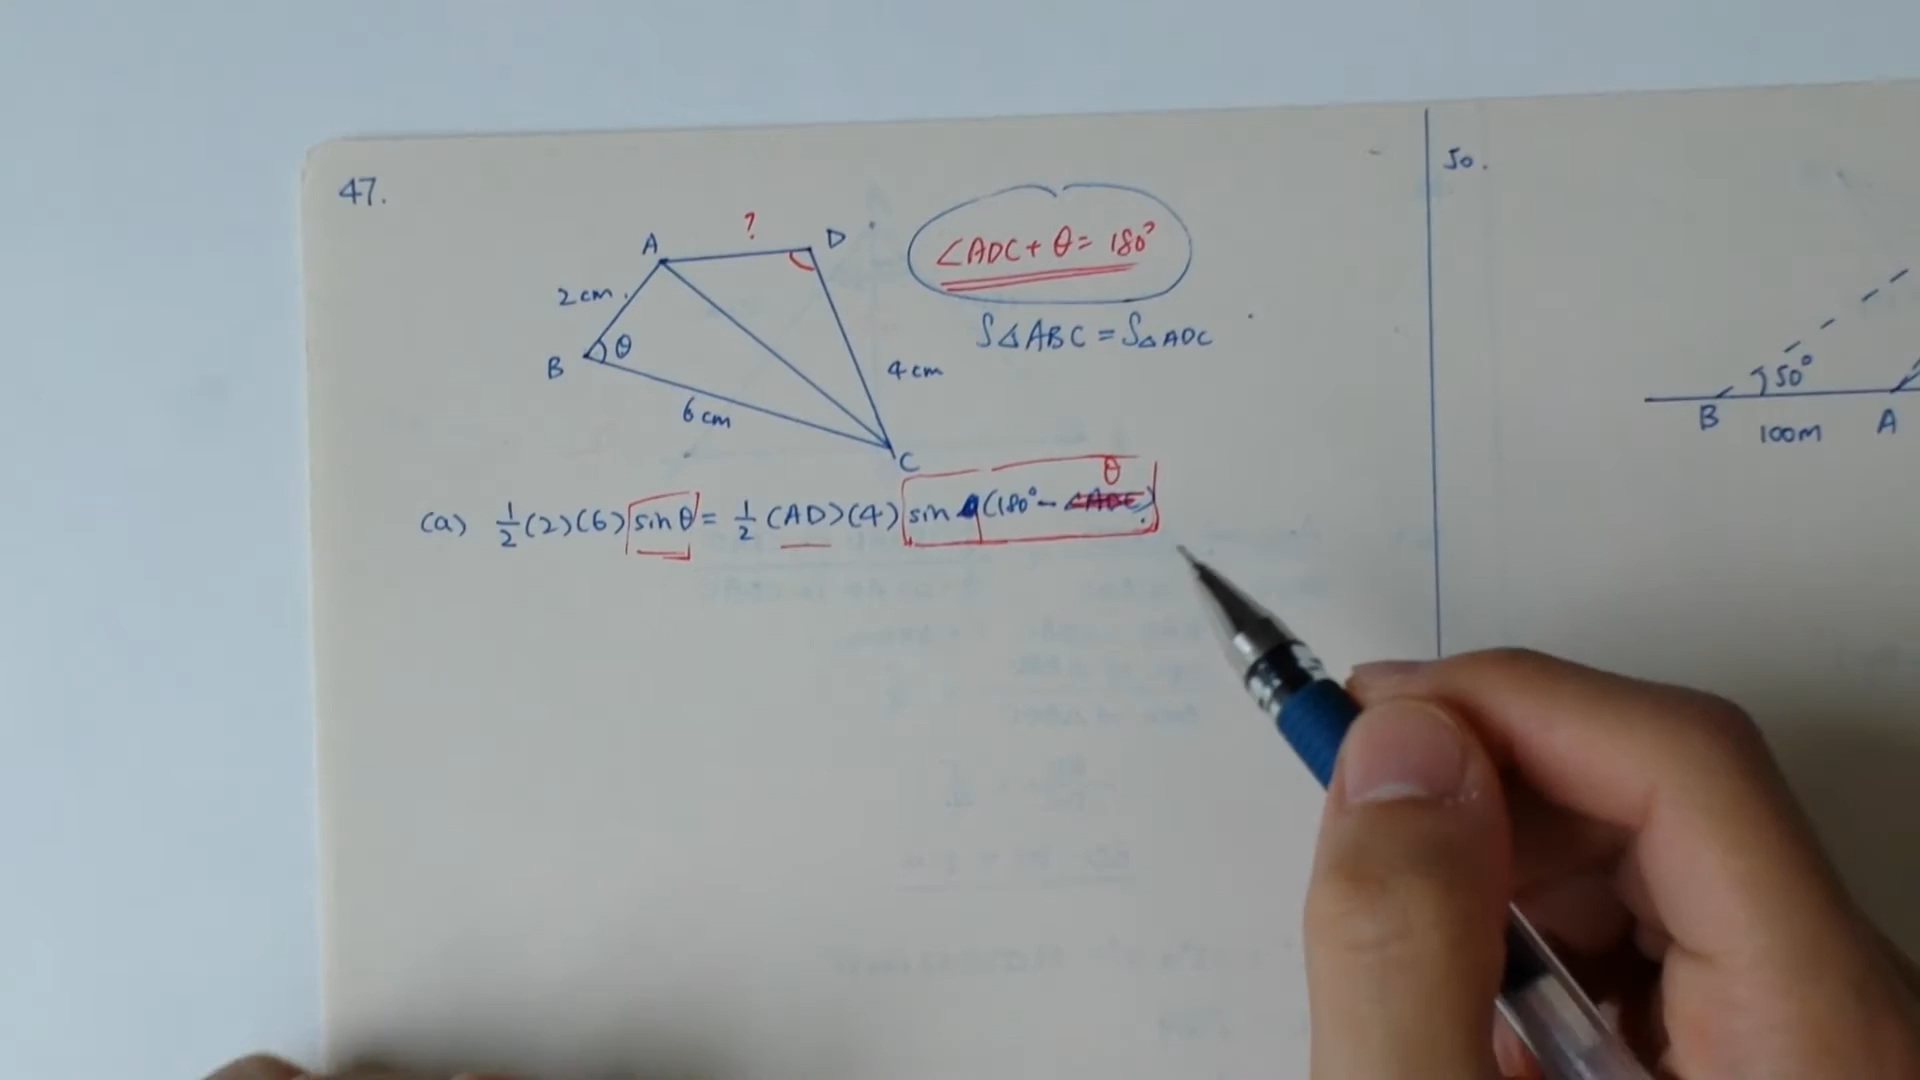 47.
50.
?
A
D
∠ADC + θ = 180°
2cm
θ
B
S△ABC = S△ADC
4cm
6cm
C
50°
B
100m
A
θ
(a) ½(2)(6) sinθ = ½(AD)(4) sin (180° - ∠ADC)